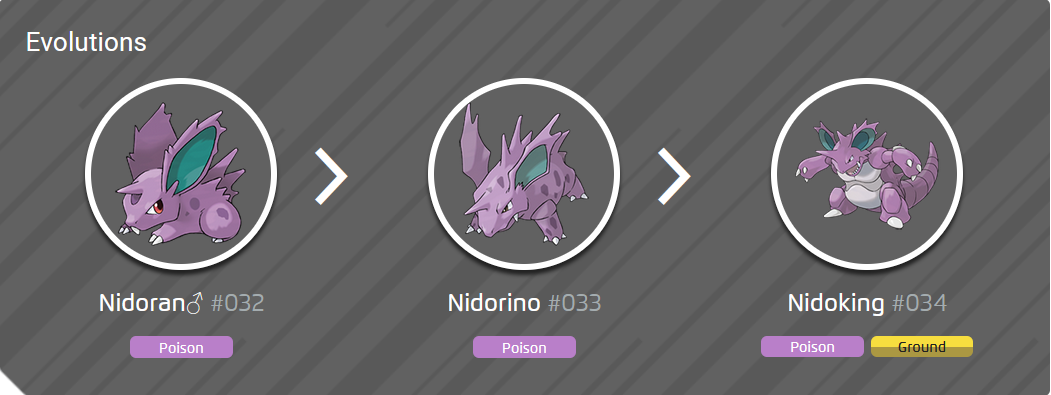 Evolutions
Nidoran♂ #032
Nidorino #033
Nidoking #034
Poison
Poison
Poison
Ground